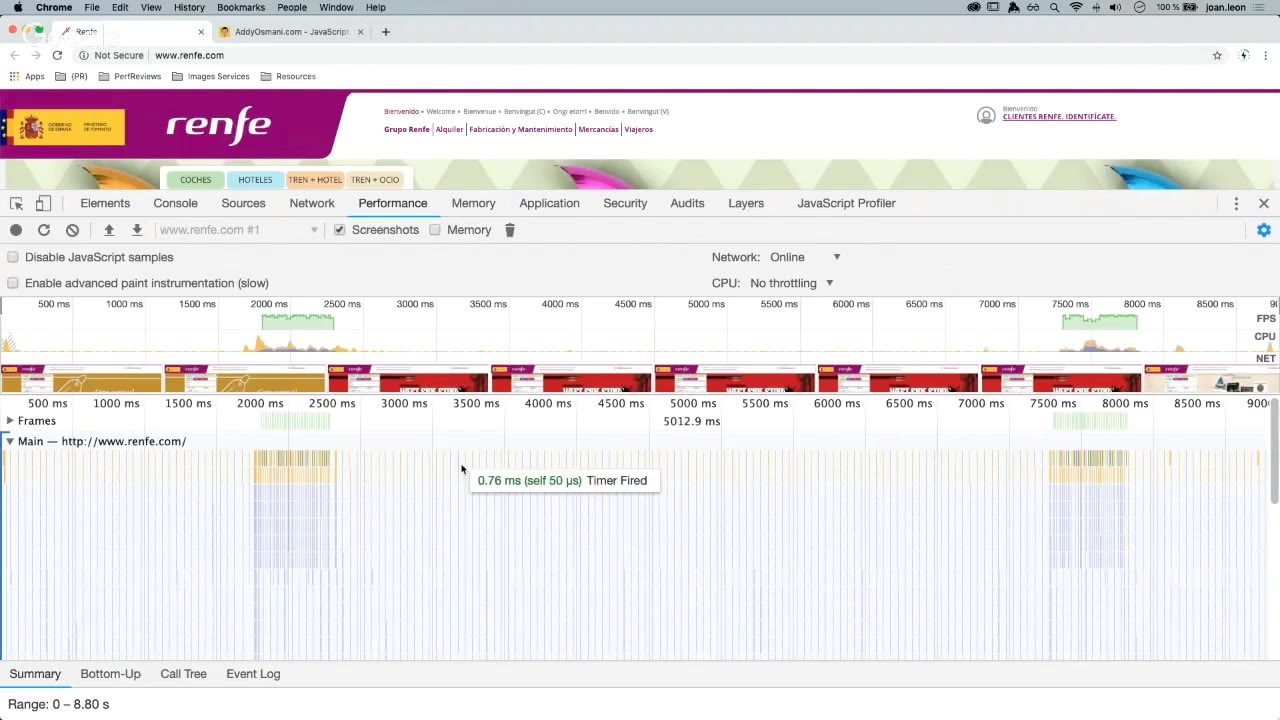 Chrome File Edit View History Bookmarks People Window Help 100 % joan.leon
Renfe AddyOsmani.com - JavaScript
Not Secure www.renfe.com
Apps {PR} PerfReviews Images Services Resources
GOBIERNO DE ESPAÑA MINISTERIO DE FOMENTO renfe Bienvenido • Welcome • Bienvenue • Benvingut (C) • Ongi etorri • Benvido • Benvingut (V) Bienvenido
Grupo Renfe Alquiler Fabricación y Mantenimiento Mercancías Viajeros CLIENTES RENFE. IDENTIFÍCATE.
COCHES HOTELES TREN + HOTEL TREN + OCIO
Elements Console Sources Network Performance Memory Application Security Audits Layers JavaScript Profiler
www.renfe.com #1 Screenshots Memory
Disable JavaScript samples Network: Online
Enable advanced paint instrumentation (slow) CPU: No throttling
500 ms 1000 ms 1500 ms 2000 ms 2500 ms 3000 ms 3500 ms 4000 ms 4500 ms 5000 ms 5500 ms 6000 ms 6500 ms 7000 ms 7500 ms 8000 ms 8500 ms
FPS
CPU
NET
500 ms 1000 ms 1500 ms 2000 ms 2500 ms 3000 ms 3500 ms 4000 ms 4500 ms 5000 ms 5500 ms 6000 ms 6500 ms 7000 ms 7500 ms 8000 ms 8500 ms 900
Frames 5012.9 ms
Main — http://www.renfe.com/
0.76 ms (self 50 µs) Timer Fired
Summary Bottom-Up Call Tree Event Log
Range: 0 – 8.80 s